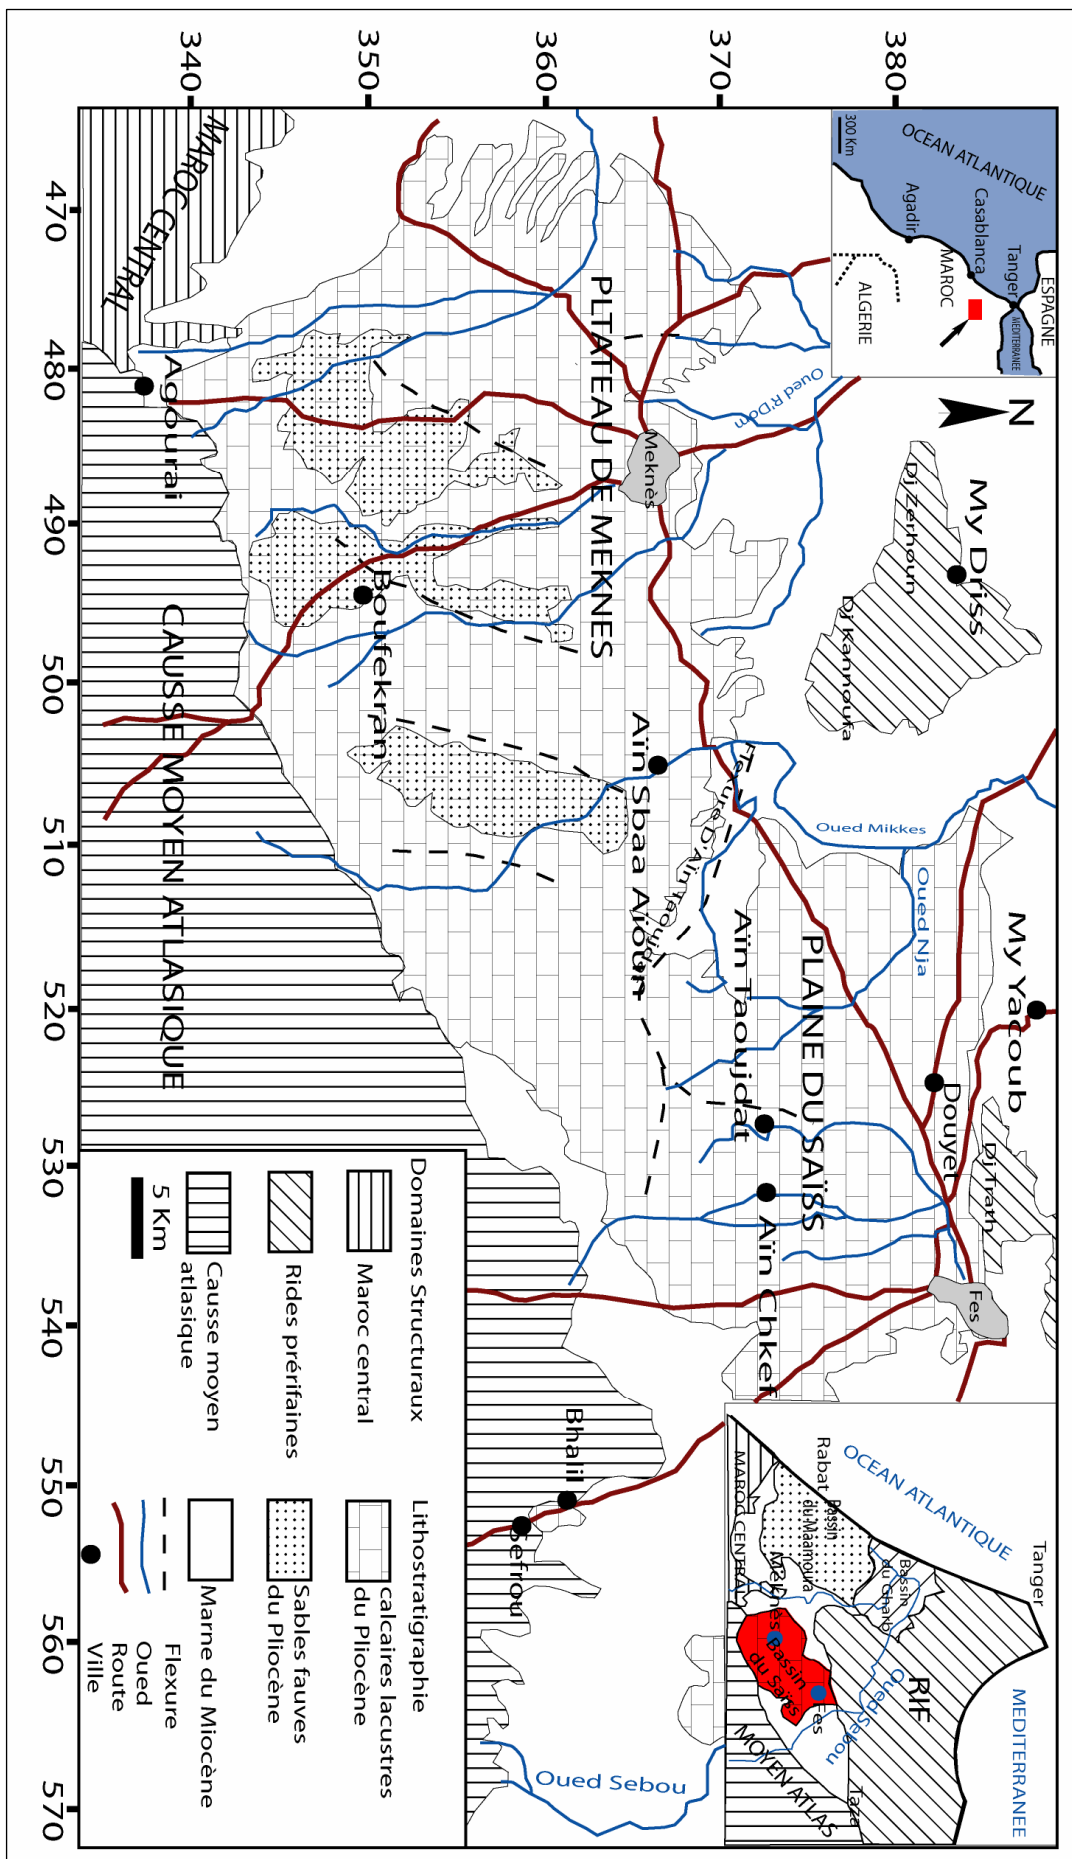 340
350
360
370
380
470
480
490
500
510
520
530
540
550
560
570
OCEAN ATLANTIQUE
ESPAGNE
MEDITERRANEE
Tanger
Casablanca
Agadir
MAROC
ALGERIE
300 Km
N
My Driss
Dj Zerhoun
Dj Kannoufa
Oued R'Dom
Meknès
PLTATEAU DE MEKNES
MAROC CENTRAL
Agourai
Boufekran
CAUSSE MOYEN ATLASIQUE
Aïn Sbaa Aioun
Flexure D'Aïn Taoujdat
Oued Mikkes
Oued Nja
Aïn Taoujdat
PLAINE DU SAÏSS
My Yacoub
Douyet
Dj Trath
Fes
Aïn Chkef
Bhalil
Sefrou
Oued Sebou
OCEAN ATLANTIQUE
Tanger
MEDITERRANEE
Rabat
Bassin
du Maamoura
Bassin
du Gharb
RIF
Oued Sebou
MAROC CENTRAL
Meknès
Bassin
du Saïss
Fes
Taza
MOYEN ATLAS
Domaines Structuraux
Maroc central
Rides prérifaines
Causse moyen
atlasique
5 Km
Lithostratigraphie
calcaires lacustres
du Pliocène
Sables fauves
du Pliocène
Marne du Miocène
Flexure
Oued
Route
Ville